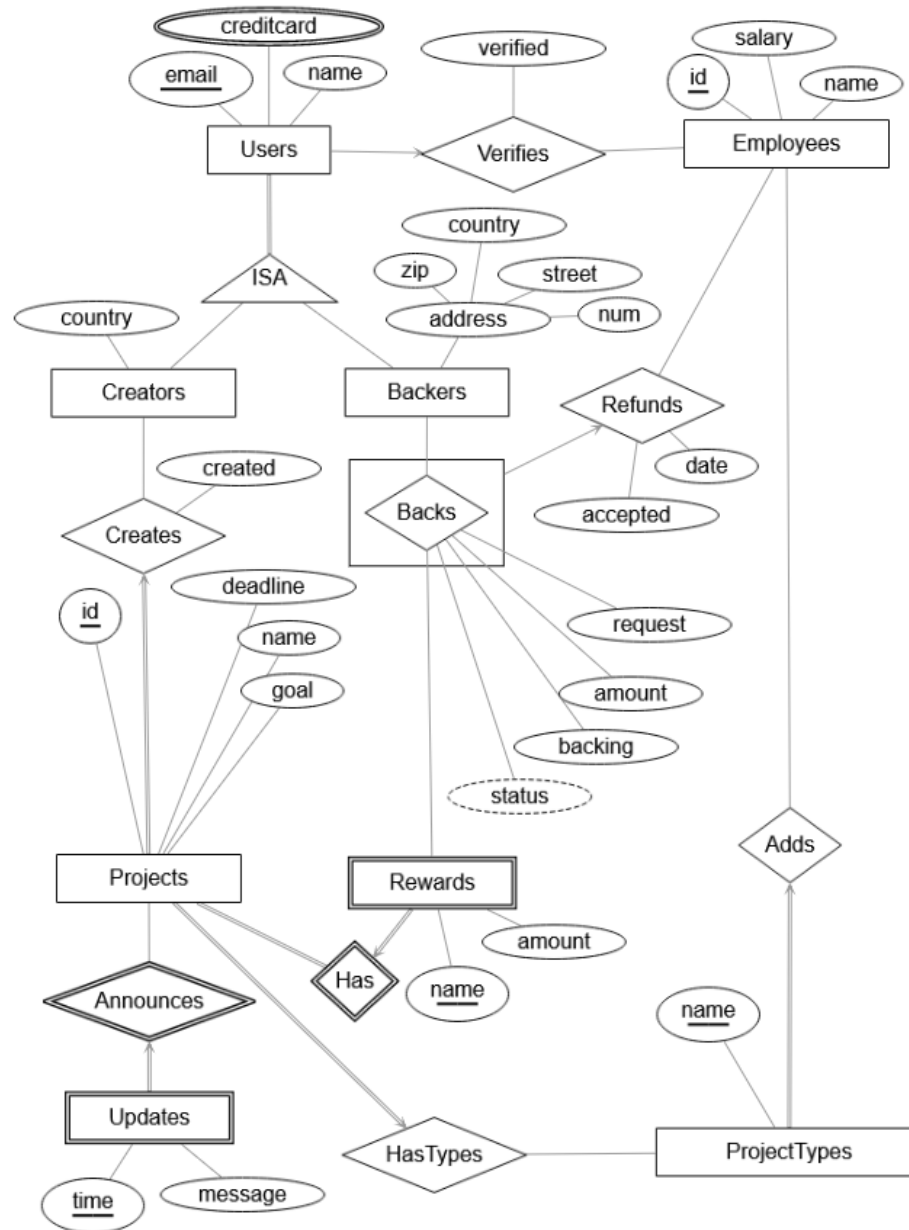 creditcard
verified
salary
email
name
id
name
Users
Verifies
Employees
country
ISA
zip
street
country
address
num
Creators
Backers
Refunds
created
date
Creates
Backs
accepted
deadline
id
name
request
goal
amount
backing
status
Adds
Projects
Rewards
amount
Has
Announces
name
name
Updates
HasTypes
ProjectTypes
time
message